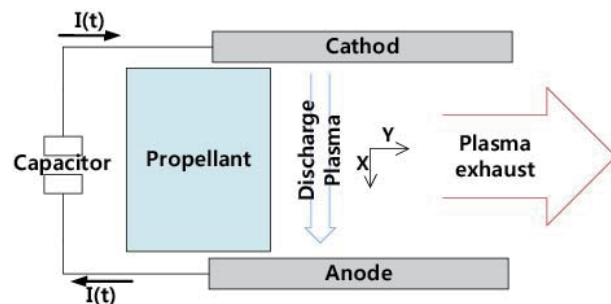 I(t)
Cathod
Discharge
Plasma
Y
X
Capacitor
Propellant
Plasma
exhaust
Anode
I(t)